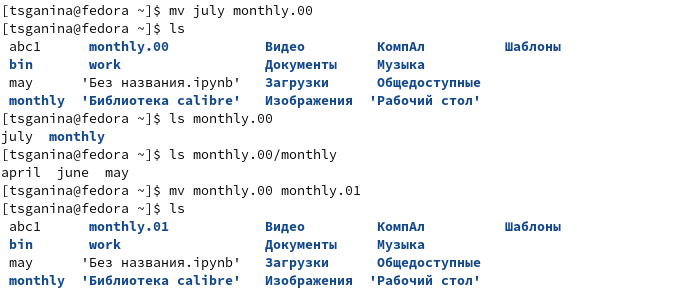 [tsganina@fedora ~]$ mv july monthly.00
[tsganina@fedora ~]$ ls
 abc1      monthly.00            Видео         КомпАл          Шаблоны
 bin       work                  Документы     Музыка
 may      'Без названия.ipynb'   Загрузки      Общедоступные
 monthly  'Библиотека calibre'   Изображения  'Рабочий стол'
[tsganina@fedora ~]$ ls monthly.00
july  monthly
[tsganina@fedora ~]$ ls monthly.00/monthly
april  june  may
[tsganina@fedora ~]$ mv monthly.00 monthly.01
[tsganina@fedora ~]$ ls
 abc1      monthly.01            Видео         КомпАл          Шаблоны
 bin       work                  Документы     Музыка
 may      'Без названия.ipynb'   Загрузки      Общедоступные
 monthly  'Библиотека calibre'   Изображения  'Рабочий стол'